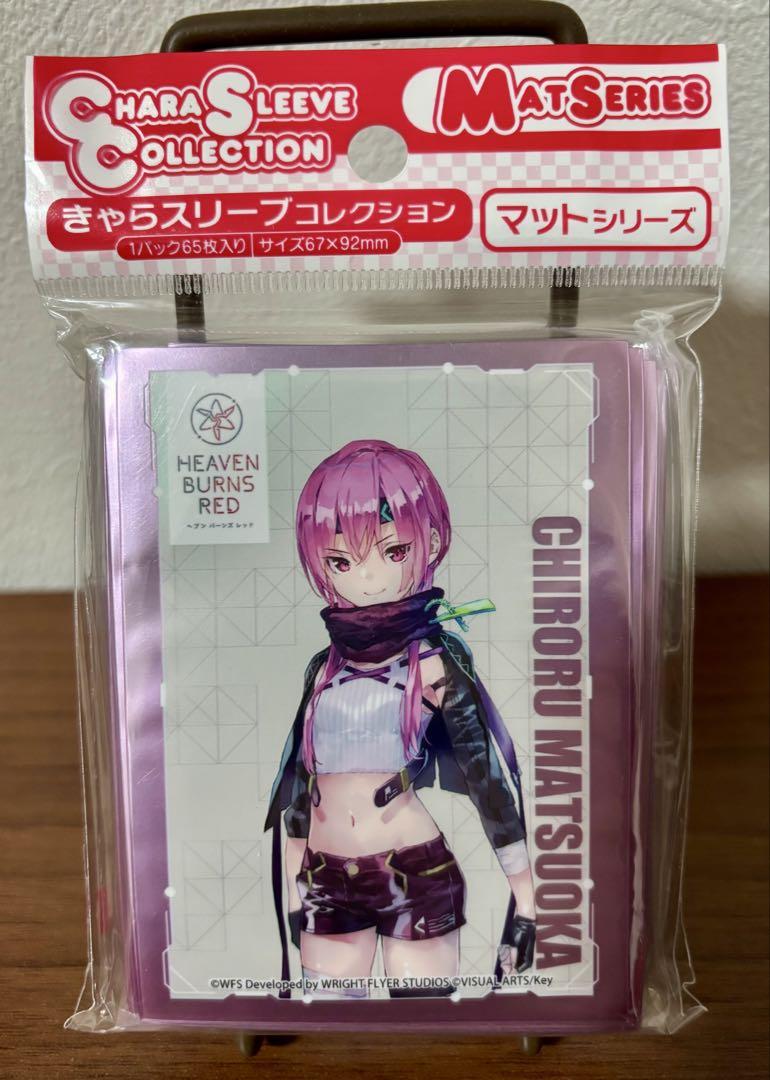 CHARA SLEEVE
COLLECTION
MATSERIES
きゃらスリーブコレクション
マットシリーズ
1パック65枚入り サイズ67×92mm
HEAVEN
BURNS
RED
ヘブン バーンズ レッド
CHIRORU MATSUOKA
©WFS Developed by WRIGHT FLYER STUDIOS ©VISUAL ARTS/Key